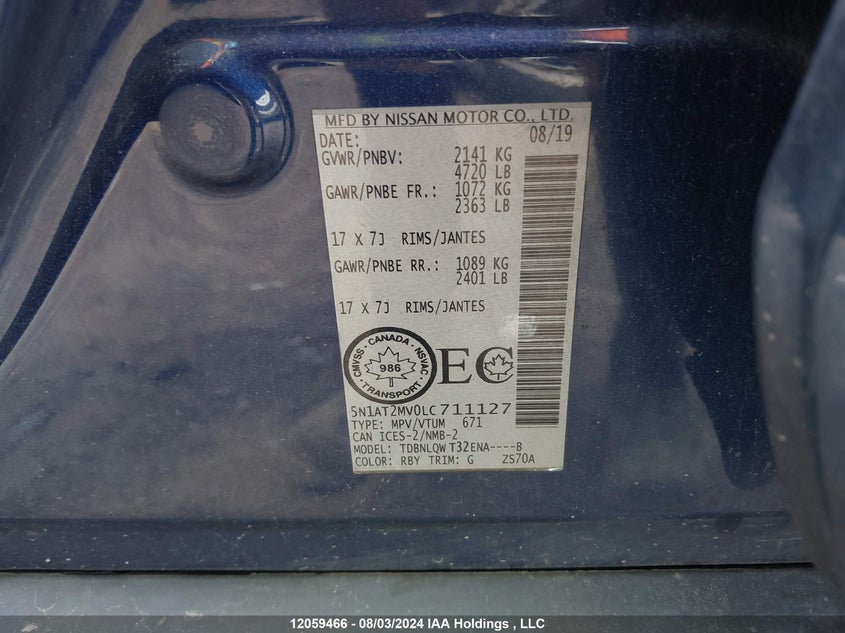 MFD BY NISSAN MOTOR CO., LTD.
DATE: 08/19
GVWR/PNBV: 2141 KG
4720 LB
GAWR/PNBE FR.: 1072 KG
2363 LB
17 X 7J RIMS/JANTES
GAWR/PNBE RR.: 1089 KG
2401 LB
17 X 7J RIMS/JANTES
CMVSS · CANADA · NSVAC · TRANSPORT ·
986
EC
5N1AT2MV0LC711127
TYPE: MPV/VTUM 671
CAN ICES-2/NMB-2
MODEL: TDBNLQW T32ENA----B
COLOR: RBY TRIM: G ZS70A
12059466 - 08/03/2024 IAA Holdings , LLC